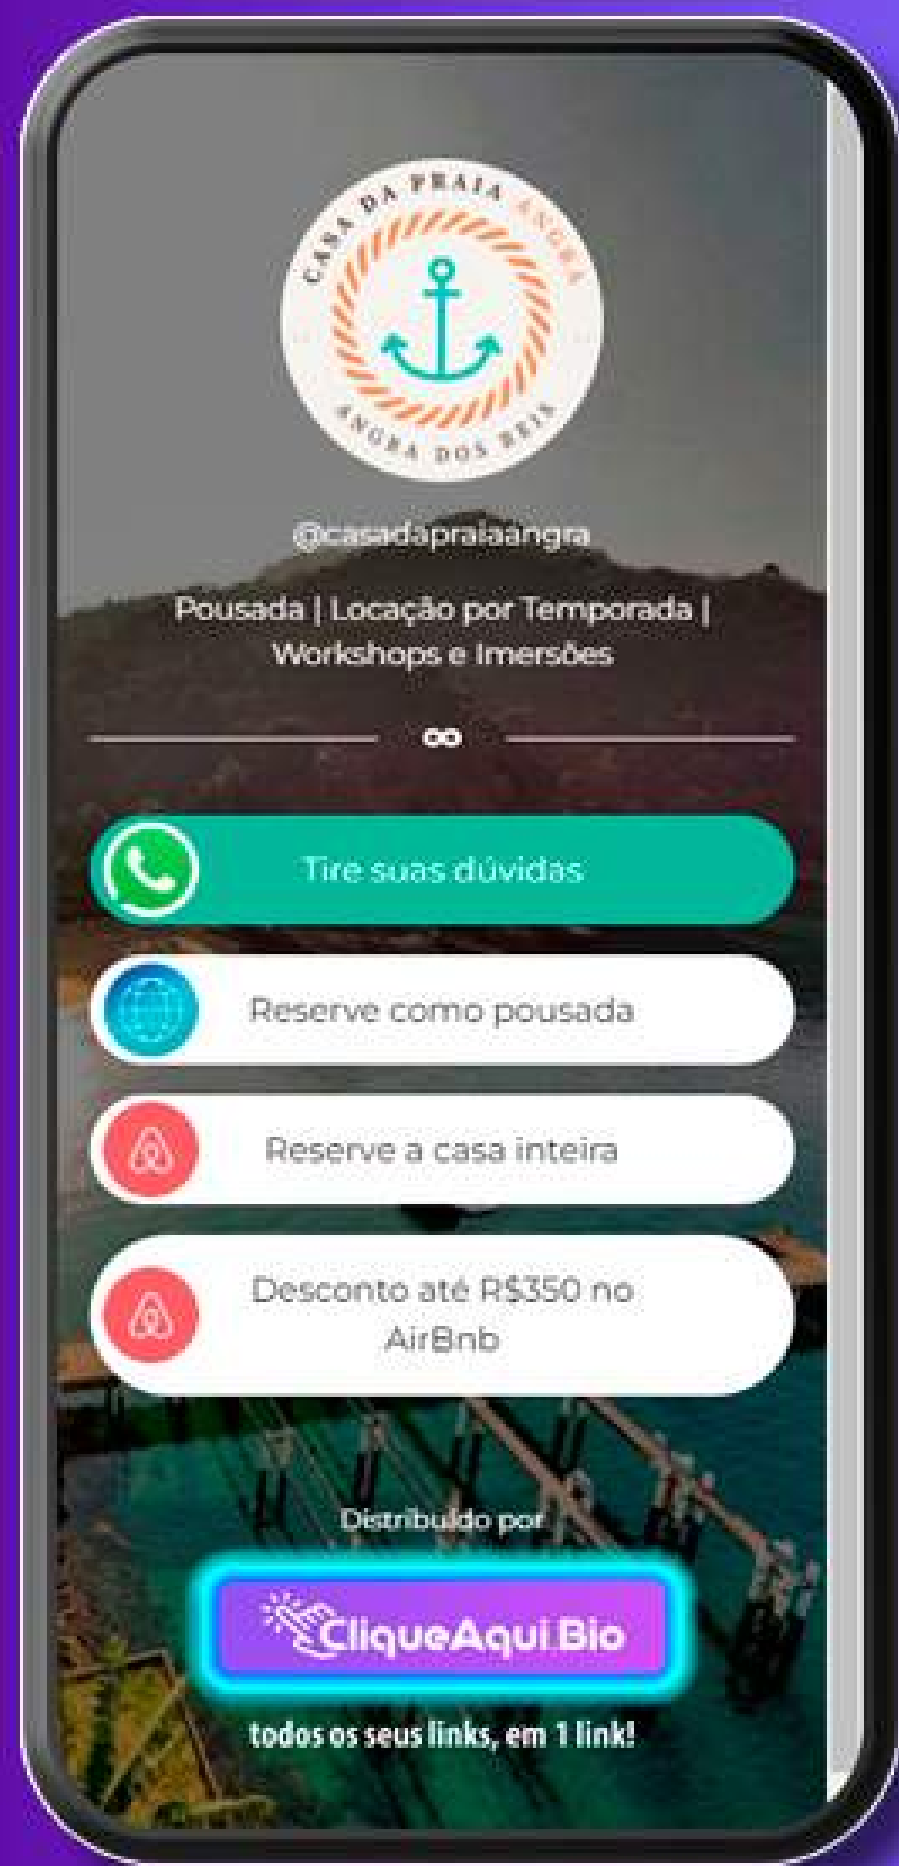 CASA DA PRAIA ANGRA
ANGRA DOS REIS
@casadapraiaangra
Pousada | Locação por Temporada |
Workshops e Imersões
Tire suas dúvidas
Reserve como pousada
Reserve a casa inteira
Desconto até R$350 no
AirBnb
Distribuído por
CliqueAqui.Bio
todos os seus links, em 1 link!